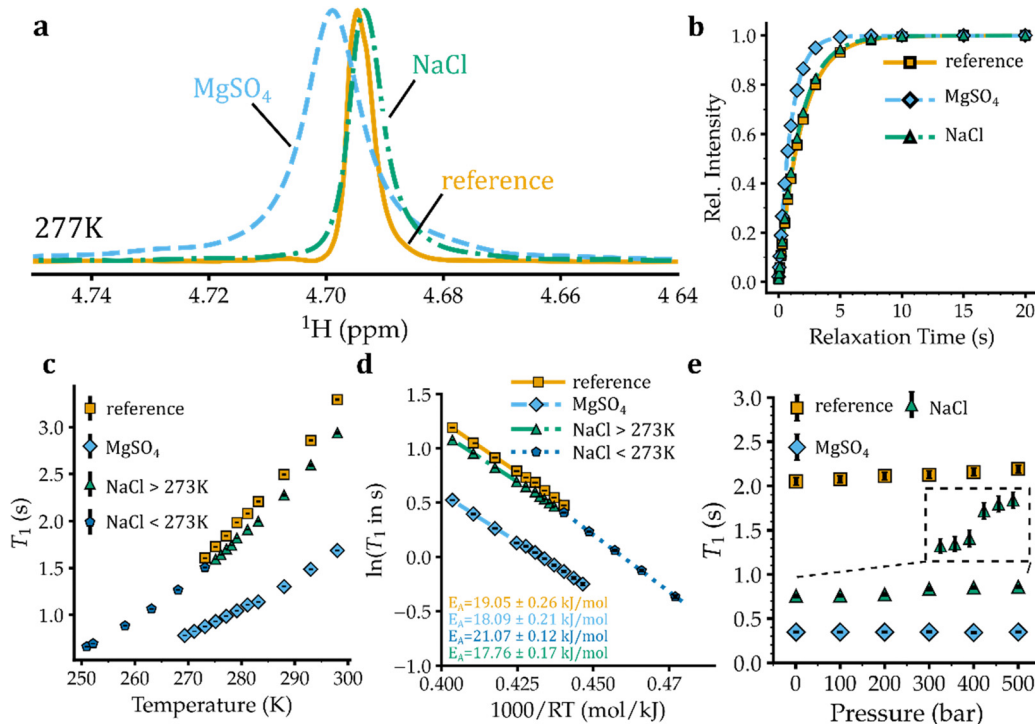 a
MgSO4
NaCl
reference
277K
4.74
4.72
4.70
4.68
4.66
4 64
¹H (ppm)
b
1.0
0.8
0.6
0.4
0.2
0.0
Rel. Intensity
reference
MgSO4
NaCl
0
5
10
15
20
Relaxation Time (s)
c
3.0
2.5
2.0
1.5
1.0
T1 (s)
reference
MgSO4
NaCl > 273K
NaCl < 273K
250
260
270
280
290
300
Temperature (K)
d
1.5
1.0
0.5
0.0
−0.5
−1.0
ln(T1 in s)
reference
MgSO4
NaCl > 273K
NaCl < 273K
EA=19.05 ± 0.26 kJ/mol
EA=18.09 ± 0.21 kJ/mol
EA=21.07 ± 0.12 kJ/mol
EA=17.76 ± 0.17 kJ/mol
0.400
0.425
0.450
0.47
1000/RT (mol/kJ)
e
3.0
2.5
2.0
1.5
1.0
0.5
0.0
T1 (s)
reference
NaCl
MgSO4
0
100
200
300
400
500
Pressure (bar)